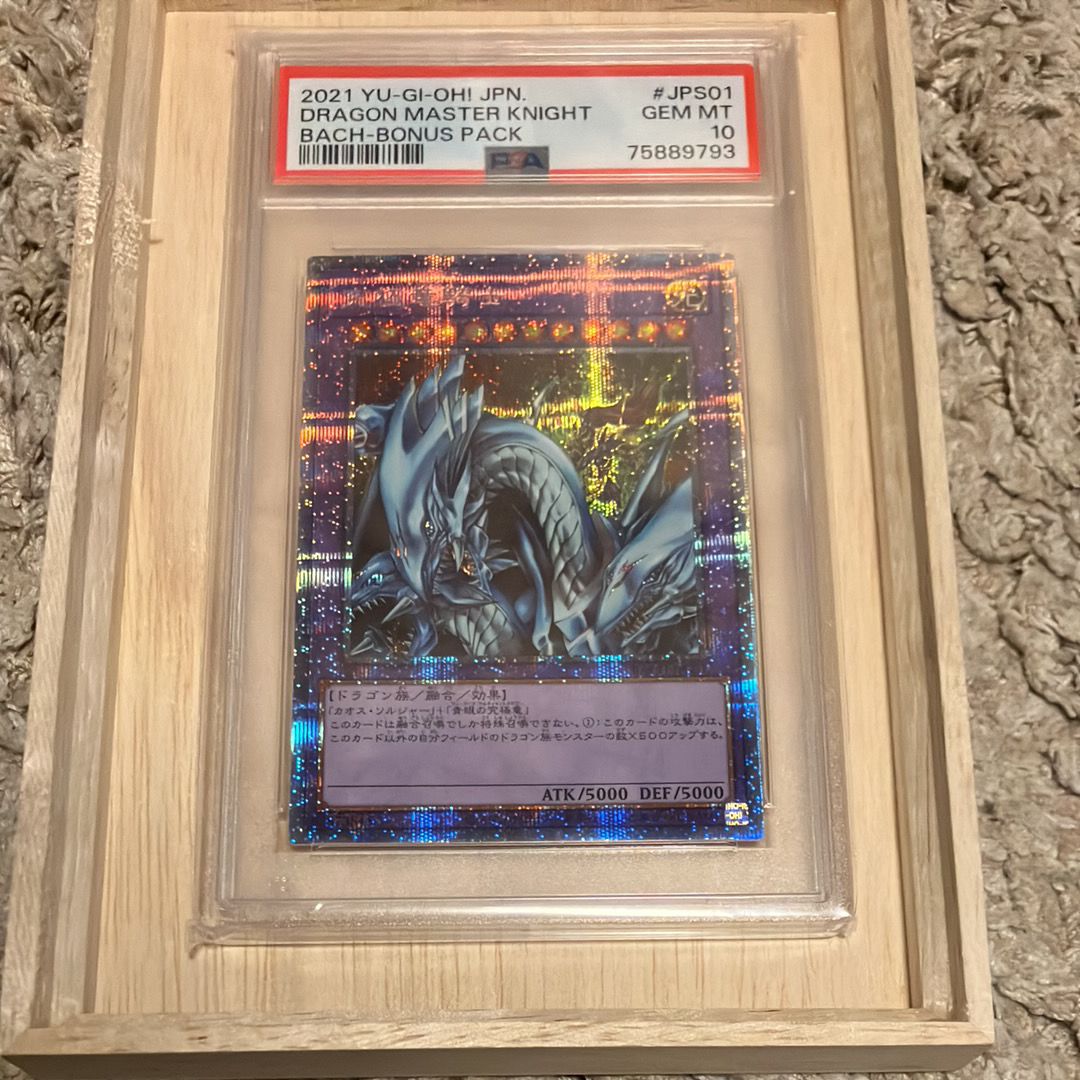 2021 YU-GI-OH! JPN. #JPS01
DRAGON MASTER KNIGHT GEM MT
BACH-BONUS PACK 10
75889793
【ドラゴン族／融合／効果】
「カオス・ソルジャー」＋「青眼の究極竜」
このカードは融合召喚でしか特殊召喚できない。①：このカードの攻撃力は、
このカード以外の自分フィールドのドラゴン族モンスターの数×500アップする。
ATK/5000 DEF/5000